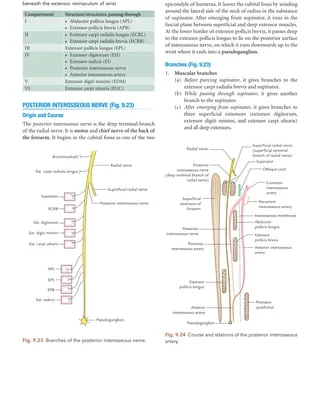 beneath the extensor retinaculum of wrist
Compartment Structure/structures, passing through
I • Abductor pollicis longus (APL)
• Extensor pollicis brevis (APB)
II • Extensor carpi radialis longus (ECRL)
• Extensor carpi radialis brevis (ECRB)
III Extensor pollicis longus (EPL)
IV • Extensor digitorum (ED)
• Extensor indicis (EI)
• Posterior interosseous nerve
• Anterior interosseous artery
V Extensor digiti minimi (EDM)
VI Extensor carpi ulnaris (ECU)
POSTERIOR INTEROSSEOUS NERVE (Fig. 9.23)
Origin and Course
The posterior interosseous nerve is the deep terminal branch
of the radial nerve. It is motor and chief nerve of the back of
the forearm. It begins in the cubital fossa as one of the two
Brachioradialis
Ext. carpi radialis longus
Radial nerve
Superficial radial nerve
Supinator
Posterior interosseous nerve
ECRB
Ext. digitorum
Ext. digiti minimi
Ext. carpi ulnaris
APL
EPL
EPB
Ext. indicis
Pseudoganglion
Fig. 9.23 Branches of the posterior interosseous nerve.
epicondyle of humerus. It leaves the cubital fossa by winding
around the lateral side of the neck of radius in the substance
of supinator. After emerging from supinator, it runs in the
fascial plane between superficial and deep extensor muscles.
At the lower border of extensor pollicis brevis, it passes deep
to the extensor pollicis longus to lie on the posterior surface
of interosseous membrane, on which it runs downwards up to the
wrist where it ends into a pseudoganglion.
Branches (Fig. 9.23)
1. Muscular branches
(a) Before piercing supinator, it gives branches to the
extensor carpi radialis brevis and supinator.
(b) While passing through supinator, it gives another
branch to the supinator.
(c) After emerging from supinator, it gives branches to
three superficial extensors (extensor digitorum,
extensor digiti minimi, and extensor carpi ulnaris)
and all deep extensors.
Radial nerve
Superficial radial nerve
(superficial terminal
branch of radial nerve)
Supinator
Posterior
interosseous nerve
(deep terminal branch of
radial nerve)
Oblique cord
Common
interosseous
artery
Superficial
extensors of
forearm
Recurrent
interosseous artery
Interosseous membrane
Posterior
interosseous nerve
Abductor
pollicis longus
Extensor
pollicis brevis
Posterior
interosseous artery
Anterior interosseous
artery
Extensor
pollicis longus
Pronator
quadratus
Anterior
interosseous artery
Pseudoganglion
Fig. 9.24 Course and relations of the posterior interosseous
artery.